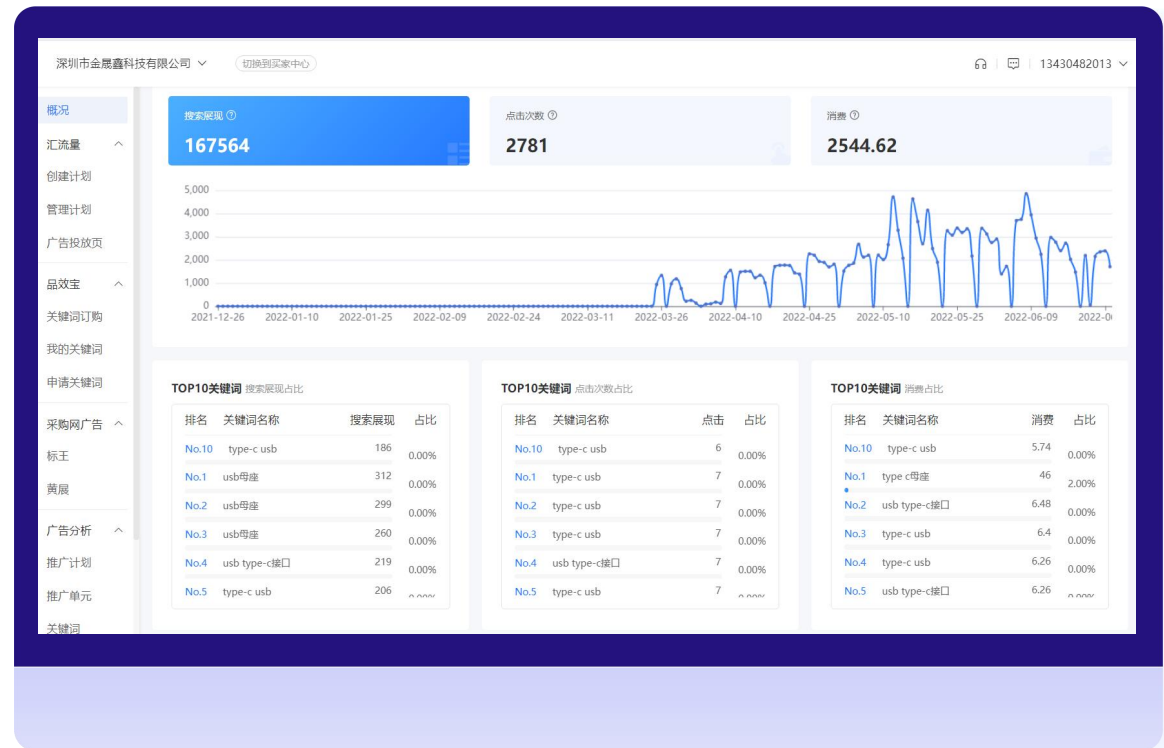 深圳市金晟鑫科技有限公司 切换到买家中心 13430482013
概况
汇流量
创建计划
管理计划
广告投放页
品效宝
关键词订购
我的关键词
申请关键词
采购网广告
标王
黄展
广告分析
推广计划
推广单元
关键词
搜索展现 点击次数 消费
167564 2781 2544.62
5,000
4,000
3,000
2,000
1,000
0
2021-12-26 2022-01-10 2022-01-25 2022-02-09 2022-02-24 2022-03-11 2022-03-26 2022-04-10 2022-04-25 2022-05-10 2022-05-25 2022-06-09 2022-0
TOP10关键词 搜索展现占比
排名 关键词名称 搜索展现 占比
No.10 type-c usb 186 0.00%
No.1 usb母座 312 0.00%
No.2 usb母座 299 0.00%
No.3 usb母座 260 0.00%
No.4 usb type-c接口 219 0.00%
No.5 type-c usb 206
TOP10关键词 点击次数占比
排名 关键词名称 点击 占比
No.10 type-c usb 6 0.00%
No.1 type-c usb 7 0.00%
No.2 type-c usb 7 0.00%
No.3 type-c usb 7 0.00%
No.4 usb type-c接口 7 0.00%
No.5 type-c usb 7
TOP10关键词 消费占比
排名 关键词名称 消费 占比
No.10 type-c usb 5.74 0.00%
No.1 type c母座 46 2.00%
No.2 usb type-c接口 6.48 0.00%
No.3 type-c usb 6.4 0.00%
No.4 type-c usb 6.26 0.00%
No.5 usb type-c接口 6.26